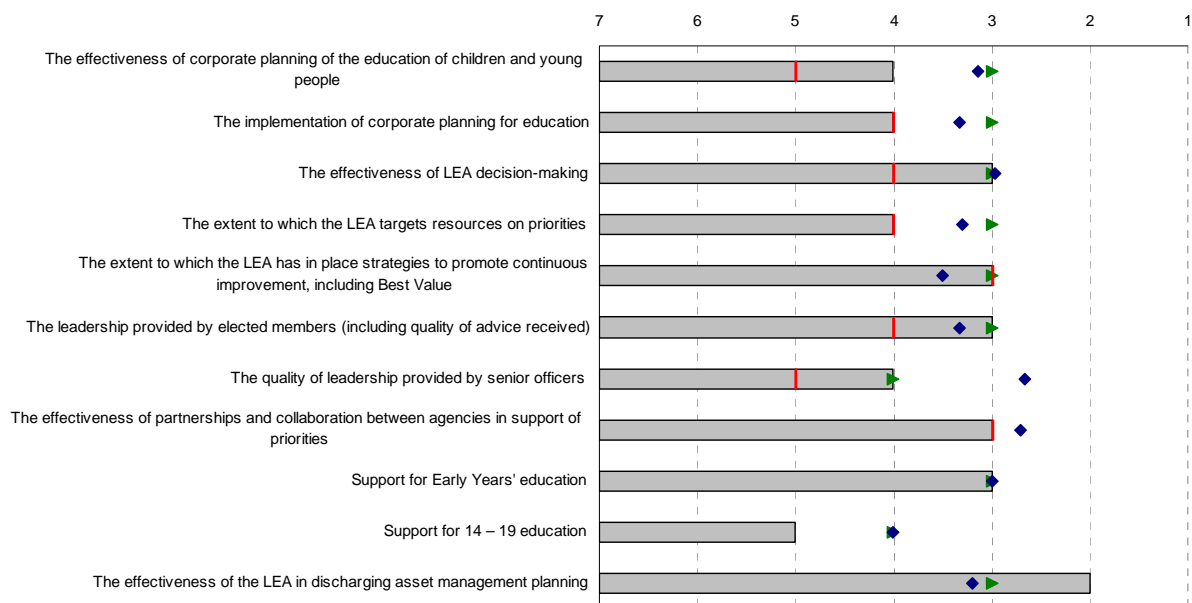 7 6 5 4 3 2 1
The effectiveness of corporate planning of the education of children and young
people
The implementation of corporate planning for education
The effectiveness of LEA decision-making
The extent to which the LEA targets resources on priorities
The extent to which the LEA has in place strategies to promote continuous
improvement, including Best Value
The leadership provided by elected members (including quality of advice received)
The quality of leadership provided by senior officers
The effectiveness of partnerships and collaboration between agencies in support of
priorities
Support for Early Years' education
Support for 14 – 19 education
The effectiveness of the LEA in discharging asset management planning